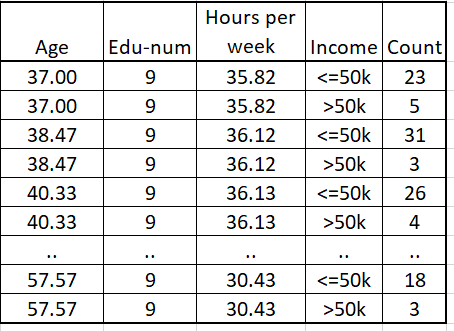 Age Edu-num Hours per week Income Count
37.00 9 35.82 <=50k 23
37.00 9 35.82 >50k 5
38.47 9 36.12 <=50k 31
38.47 9 36.12 >50k 3
40.33 9 36.13 <=50k 26
40.33 9 36.13 >50k 4
.. .. .. .. ..
57.57 9 30.43 <=50k 18
57.57 9 30.43 >50k 3